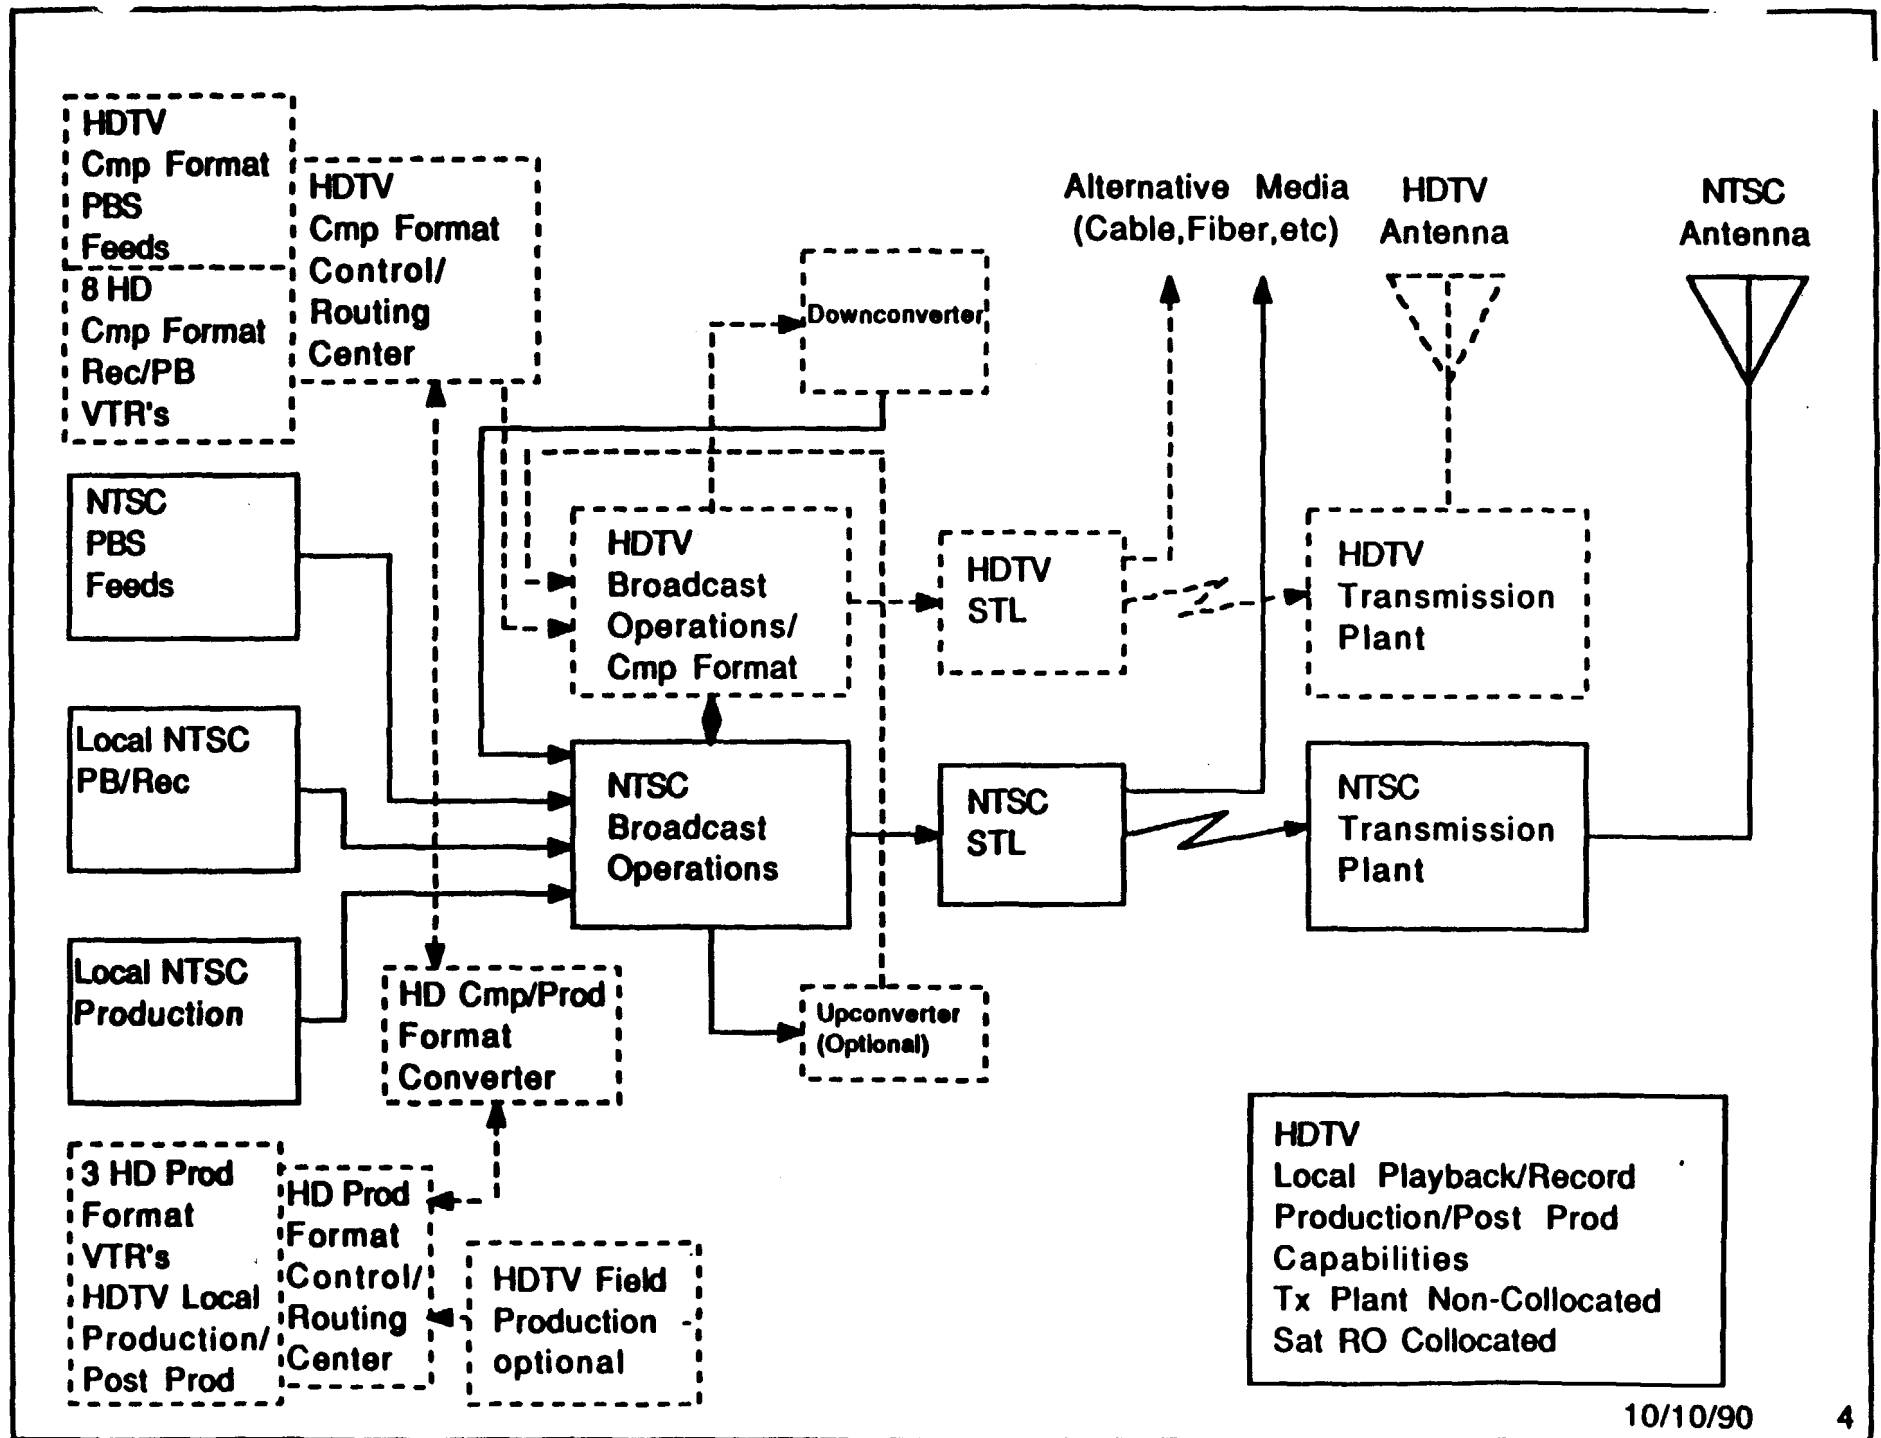 HDTV
Cmp Format
PBS
Feeds
8 HD
Cmp Format
Rec/PB
VTR's
HDTV
Cmp Format
Control/
Routing
Center
Downconverter
Alternative Media
(Cable,Fiber,etc)
HDTV
Antenna
NTSC
Antenna
NTSC
PBS
Feeds
HDTV
Broadcast
Operations/
Cmp Format
HDTV
STL
HDTV
Transmission
Plant
Local NTSC
PB/Rec
NTSC
Broadcast
Operations
NTSC
STL
NTSC
Transmission
Plant
Local NTSC
Production
HD Cmp/Prod
Format
Converter
Upconverter
(Optional)
3 HD Prod
Format
VTR's
HDTV Local
Production/
Post Prod
HD Prod
Format
Control/
Routing
Center
HDTV Field
Production
optional
HDTV
Local Playback/Record
Production/Post Prod
Capabilities
Tx Plant Non-Collocated
Sat RO Collocated
10/10/90 4